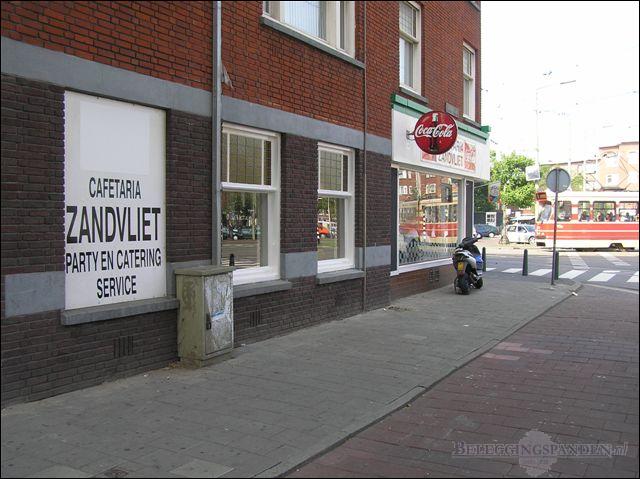 CAFETARIA
ZANDVLIET
PARTY EN CATERING
SERVICE
Coca-Cola
ZANDVLIET
BELEGGINGSPANDEN.nl